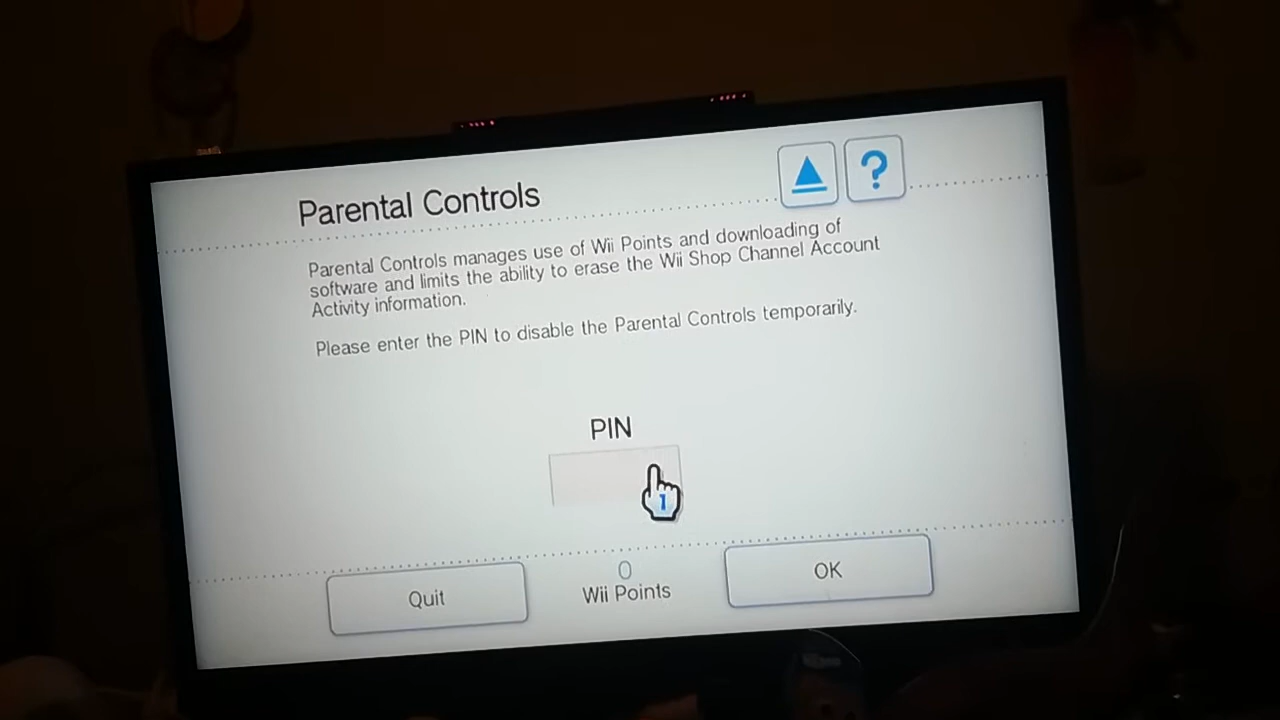 Parental Controls
?
Parental Controls manages use of Wii Points and downloading of
software and limits the ability to erase the Wii Shop Channel Account
Activity information.
Please enter the PIN to disable the Parental Controls temporarily.
PIN
1
Quit
0
Wii Points
OK